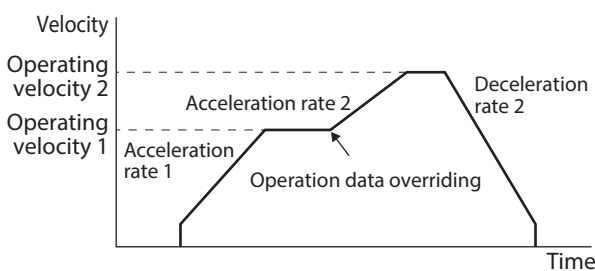 Velocity
Operating
velocity 2
Acceleration rate 2
Deceleration
rate 2
Operating
velocity 1
Acceleration
rate 1
Operation data overriding
Time